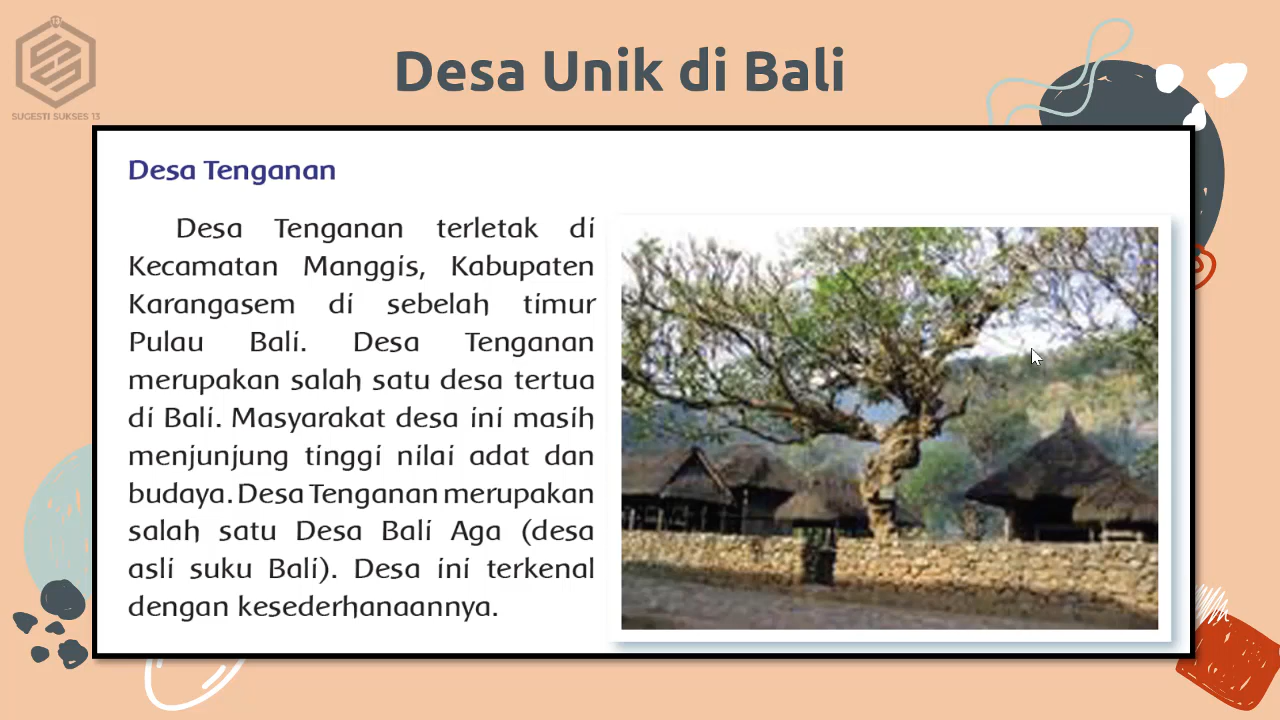 13
SUGESTI SUKSES 13
Desa Unik di Bali
Desa Tenganan
Desa Tenganan terletak di
Kecamatan Manggis, Kabupaten
Karangasem di sebelah timur
Pulau Bali. Desa Tenganan
merupakan salah satu desa tertua
di Bali. Masyarakat desa ini masih
menjunjung tinggi nilai adat dan
budaya. Desa Tenganan merupakan
salah satu Desa Bali Aga (desa
asli suku Bali). Desa ini terkenal
dengan kesederhanaannya.